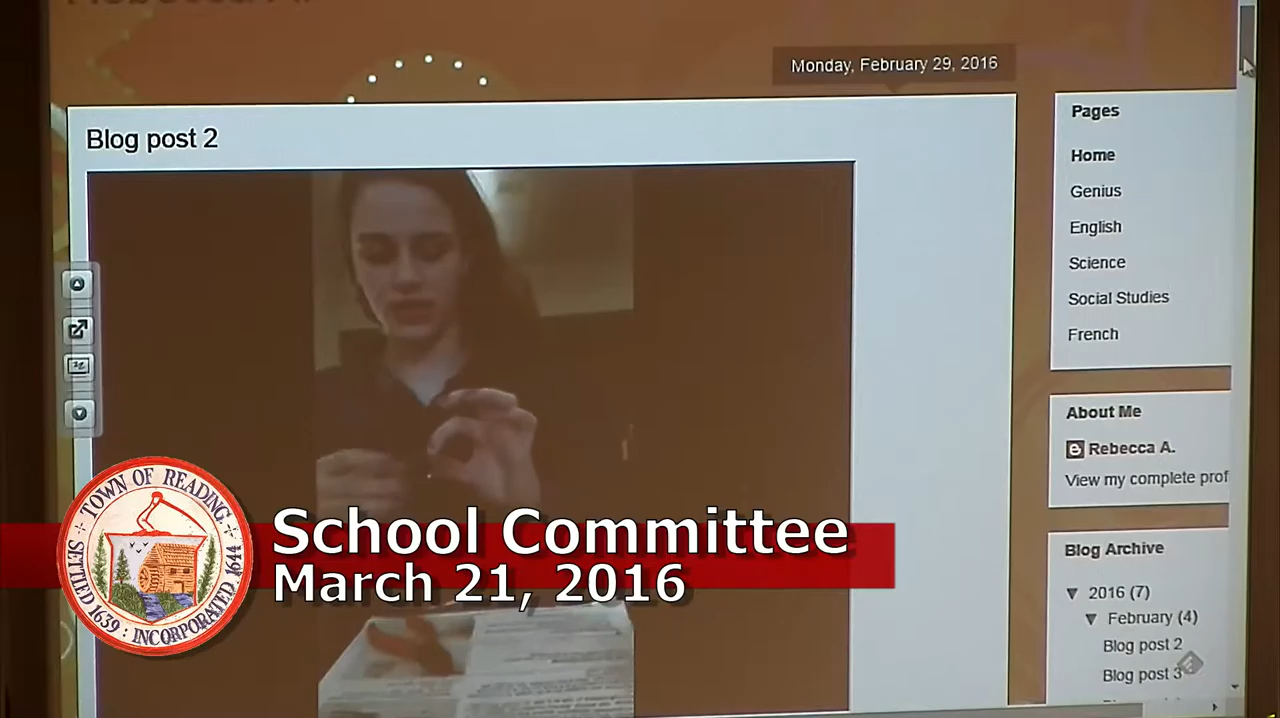 Monday, February 29, 2016
Blog post 2
Pages
Home
Genius
English
Science
Social Studies
French
About Me
Rebecca A.
View my complete prof
Blog Archive
▼ 2016 (7)
▼ February (4)
Blog post 2
Blog post 3
TOWN OF READING
SETTLED 1639 : INCORPORATED 1644
School Committee
March 21, 2016